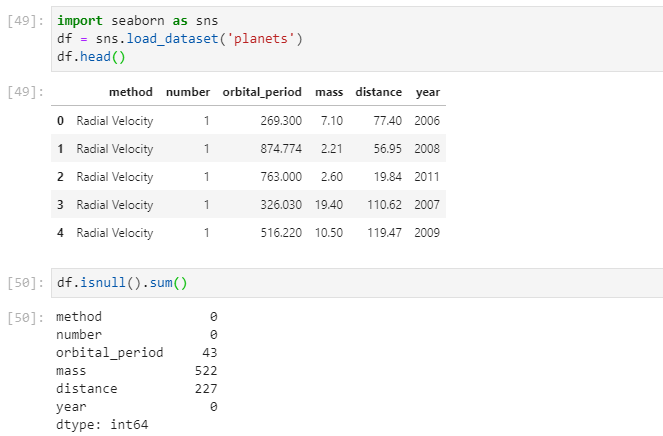 [49]: import seaborn as sns
df = sns.load_dataset('planets')
df.head()
[49]: method number orbital_period mass distance year
0 Radial Velocity 1 269.300 7.10 77.40 2006
1 Radial Velocity 1 874.774 2.21 56.95 2008
2 Radial Velocity 1 763.000 2.60 19.84 2011
3 Radial Velocity 1 326.030 19.40 110.62 2007
4 Radial Velocity 1 516.220 10.50 119.47 2009
[50]: df.isnull().sum()
[50]: method 0
number 0
orbital_period 43
mass 522
distance 227
year 0
dtype: int64